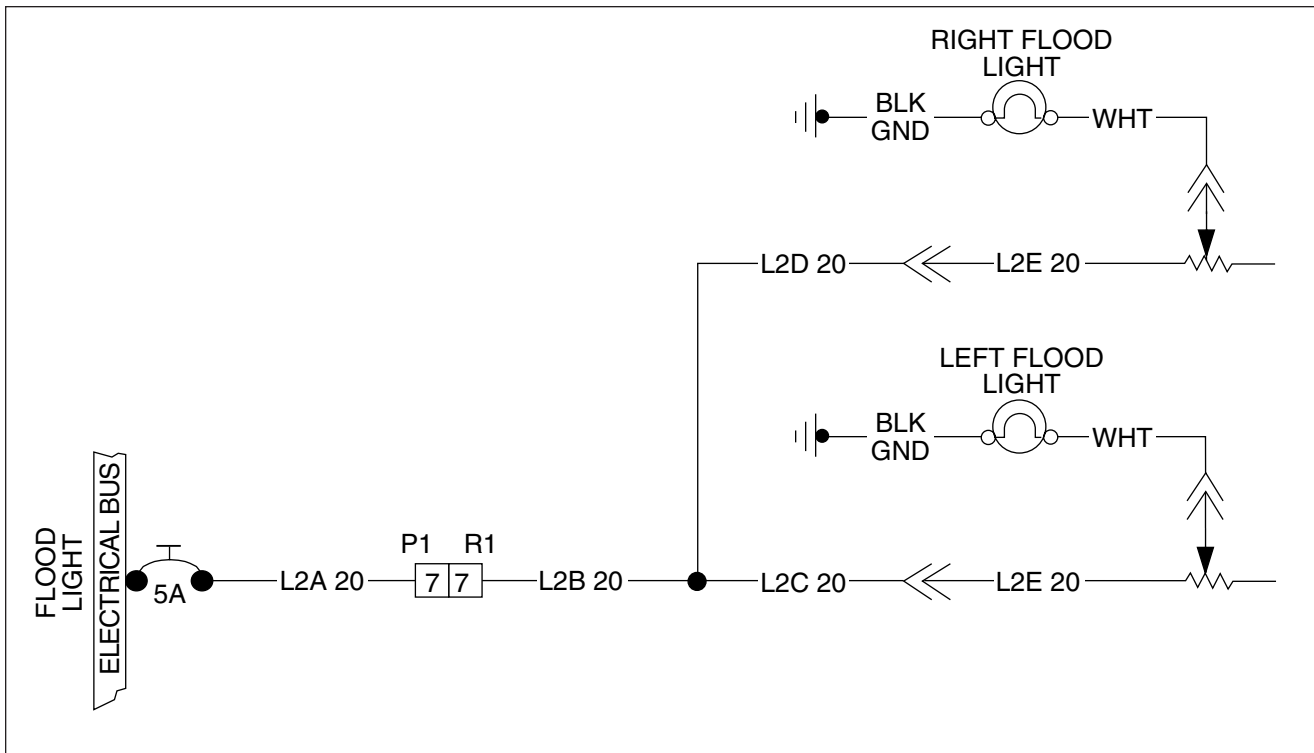 RIGHT FLOOD
LIGHT
BLK
GND
WHT
L2D 20
L2E 20
LEFT FLOOD
LIGHT
BLK
GND
WHT
FLOOD
LIGHT
ELECTRICAL BUS
5A
L2A 20
P1 R1
7 7
L2B 20
L2C 20
L2E 20